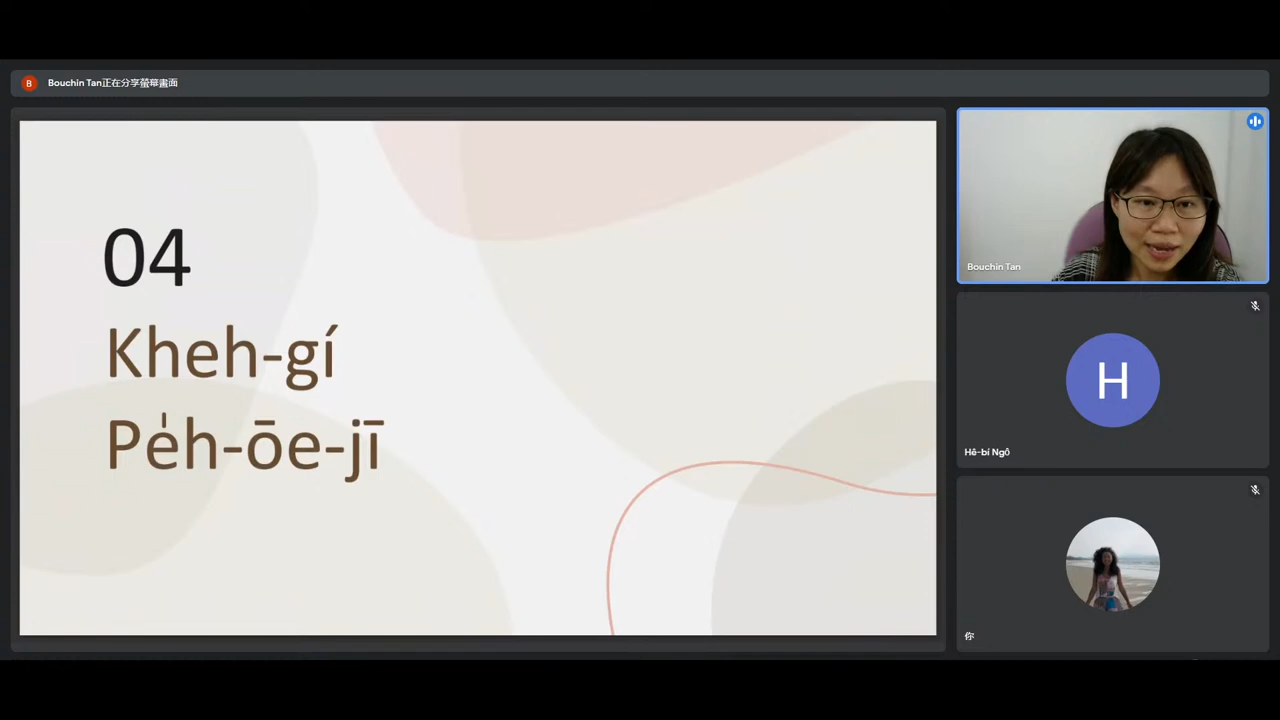 B Bouchin Tan正在分享螢幕畫面
04
Kheh-gí
Pe̍h-ōe-jī
Bouchin Tan
H
Hê-bí Ngô
你